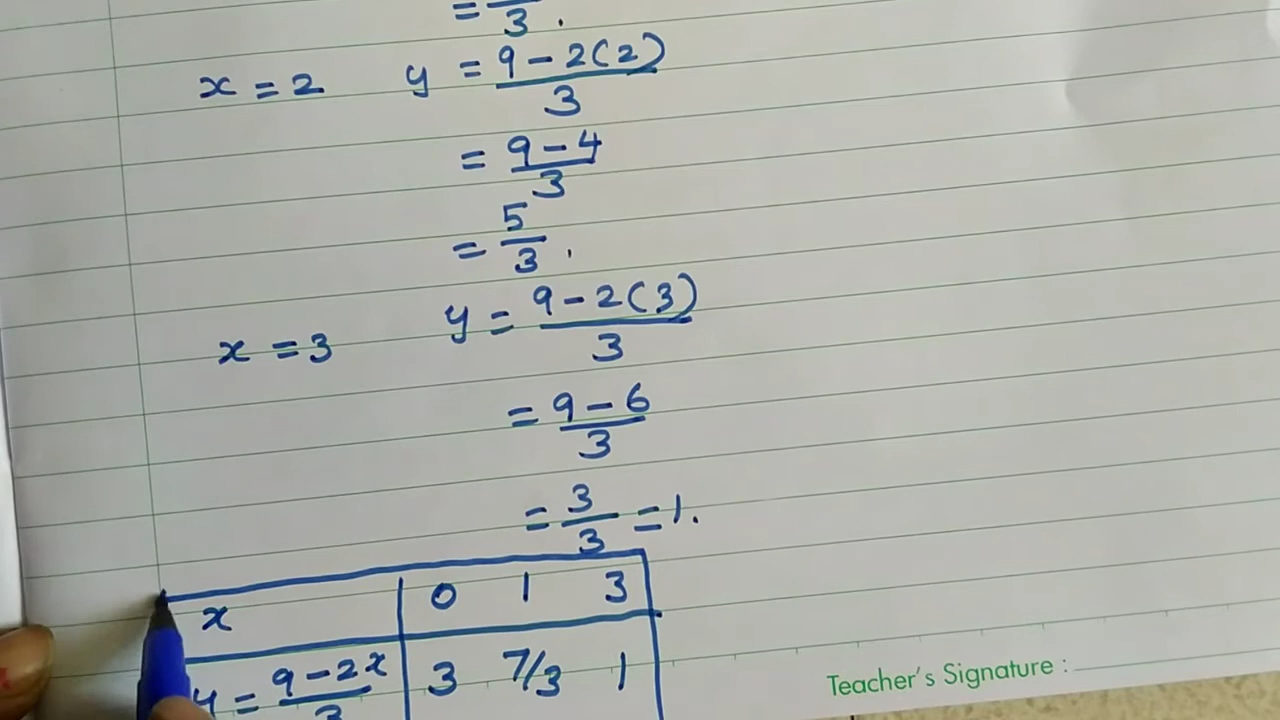 = /3 .
x = 2 y = 9 - 2(2)/3
= 9 - 4/3
= 5/3 .
x = 3 y = 9 - 2(3)/3
= 9 - 6/3
= 3/3 = 1.
x 0 1 3
y = 9 - 2x/3 3 7/3 1
Teacher's Signature :